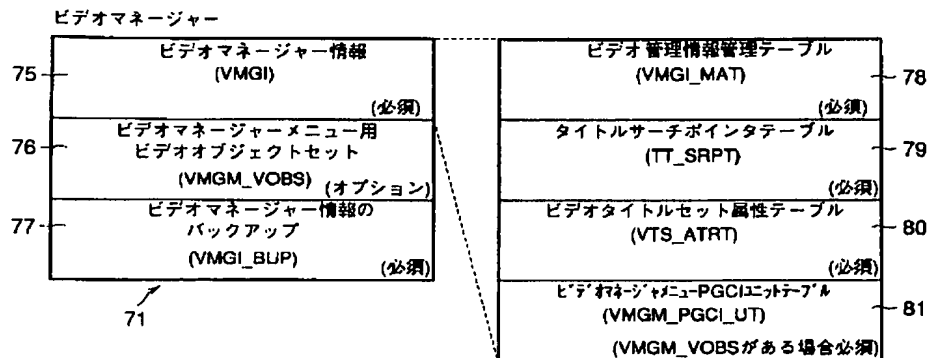 ビデオマネージャー
75
ビデオマネージャー情報
(VMGI)
(必須)
76
ビデオマネージャーメニュー用
ビデオオブジェクトセット
(VMGM_VOBS)
(オプション)
77
ビデオマネージャー情報の
バックアップ
(VMGI_BUP)
(必須)
71
ビデオ管理情報管理テーブル
(VMGI_MAT)
(必須)
78
タイトルサーチポインタテーブル
(TT_SRPT)
(必須)
79
ビデオタイトルセット属性テーブル
(VTS_ATRT)
(必須)
80
ビデオマネージャメニューPGCIユニットテーブル
(VMGM_PGCI_UT)
(VMGM_VOBSがある場合必須)
81